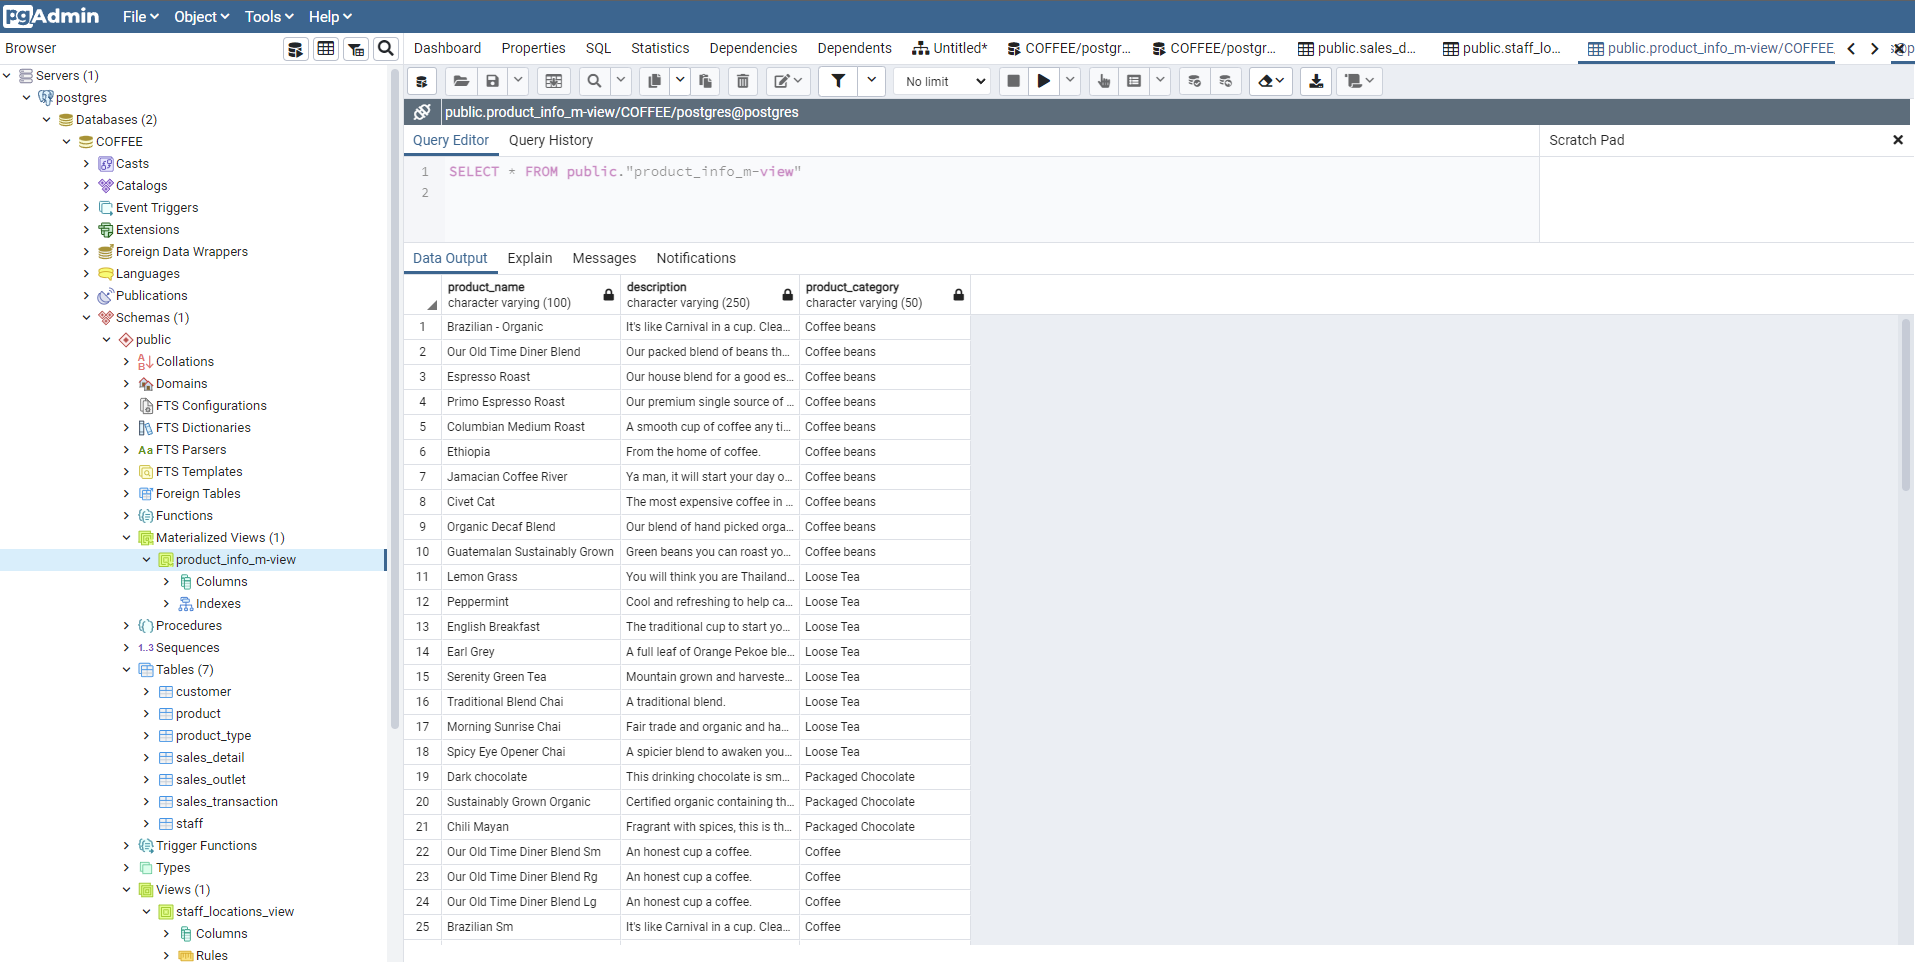 pgAdmin File Object Tools Help
Browser
Dashboard Properties SQL Statistics Dependencies Dependents Untitled* COFFEE/postgr... COFFEE/postgr... public.sales_d... public.staff_lo... public.product_info_m-view/COFFEE
Servers (1)
postgres
Databases (2)
COFFEE
Casts
Catalogs
Event Triggers
Extensions
Foreign Data Wrappers
Languages
Publications
Schemas (1)
public
Collations
Domains
FTS Configurations
FTS Dictionaries
Aa FTS Parsers
FTS Templates
Foreign Tables
Functions
Materialized Views (1)
product_info_m-view
Columns
Indexes
Procedures
1..3 Sequences
Tables (7)
customer
product
product_type
sales_detail
sales_outlet
sales_transaction
staff
Trigger Functions
Types
Views (1)
staff_locations_view
Columns
Rules
No limit
public.product_info_m-view/COFFEE/postgres@postgres
Query Editor Query History
Scratch Pad
1 SELECT * FROM public."product_info_m-view"
2
Data Output Explain Messages Notifications
product_name description product_category
character varying (100) character varying (250) character varying (50)
1 Brazilian - Organic It's like Carnival in a cup. Clea... Coffee beans
2 Our Old Time Diner Blend Our packed blend of beans th... Coffee beans
3 Espresso Roast Our house blend for a good es... Coffee beans
4 Primo Espresso Roast Our premium single source of ... Coffee beans
5 Columbian Medium Roast A smooth cup of coffee any ti... Coffee beans
6 Ethiopia From the home of coffee. Coffee beans
7 Jamacian Coffee River Ya man, it will start your day o... Coffee beans
8 Civet Cat The most expensive coffee in ... Coffee beans
9 Organic Decaf Blend Our blend of hand picked orga... Coffee beans
10 Guatemalan Sustainably Grown Green beans you can roast yo... Coffee beans
11 Lemon Grass You will think you are Thailand... Loose Tea
12 Peppermint Cool and refreshing to help ca... Loose Tea
13 English Breakfast The traditional cup to start yo... Loose Tea
14 Earl Grey A full leaf of Orange Pekoe ble... Loose Tea
15 Serenity Green Tea Mountain grown and harveste... Loose Tea
16 Traditional Blend Chai A traditional blend. Loose Tea
17 Morning Sunrise Chai Fair trade and organic and ha... Loose Tea
18 Spicy Eye Opener Chai A spicier blend to awaken you... Loose Tea
19 Dark chocolate This drinking chocolate is sm... Packaged Chocolate
20 Sustainably Grown Organic Certified organic containing th... Packaged Chocolate
21 Chili Mayan Fragrant with spices, this is th... Packaged Chocolate
22 Our Old Time Diner Blend Sm An honest cup a coffee. Coffee
23 Our Old Time Diner Blend Rg An honest cup a coffee. Coffee
24 Our Old Time Diner Blend Lg An honest cup a coffee. Coffee
25 Brazilian Sm It's like Carnival in a cup. Clea... Coffee